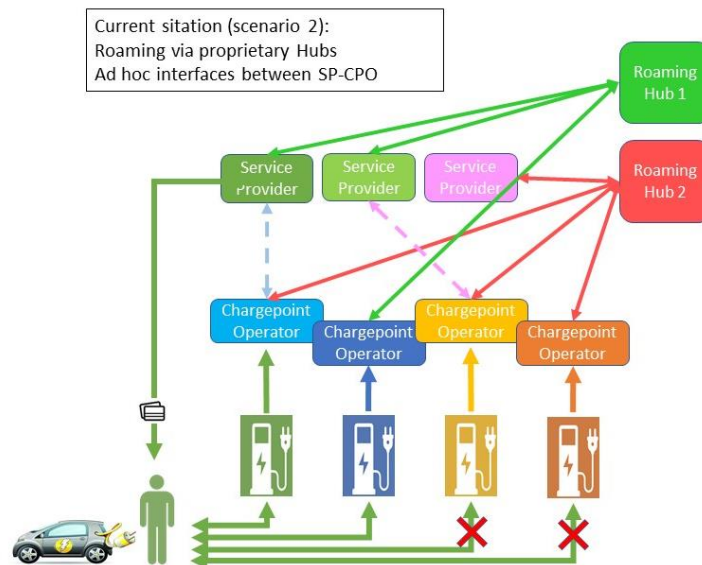 Current sitation (scenario 2):
Roaming via proprietary Hubs
Ad hoc interfaces between SP-CPO
Roaming
Hub 1
Service
Provider
Service
Provider
Service
Provider
Roaming
Hub 2
Chargepoint
Operator
Chargepoint
Operator
Chargepoint
Operator
Chargepoint
Operator